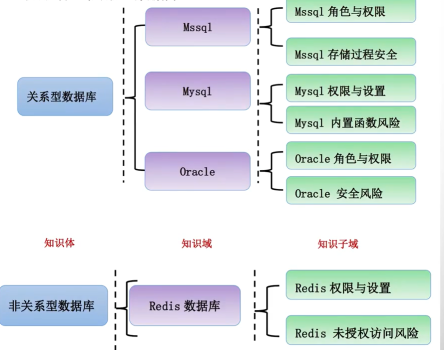 Mssql 角色与权限
Mssql
Mssql 存储过程安全
关系型数据库
Mysql
Mysql 权限与设置
Mysql 内置函数风险
Oracle
Oracle 角色与权限
Oracle 安全风险
知识体
知识域
知识子域
非关系型数据库
Redis 数据库
Redis 权限与设置
Redis 未授权访问风险